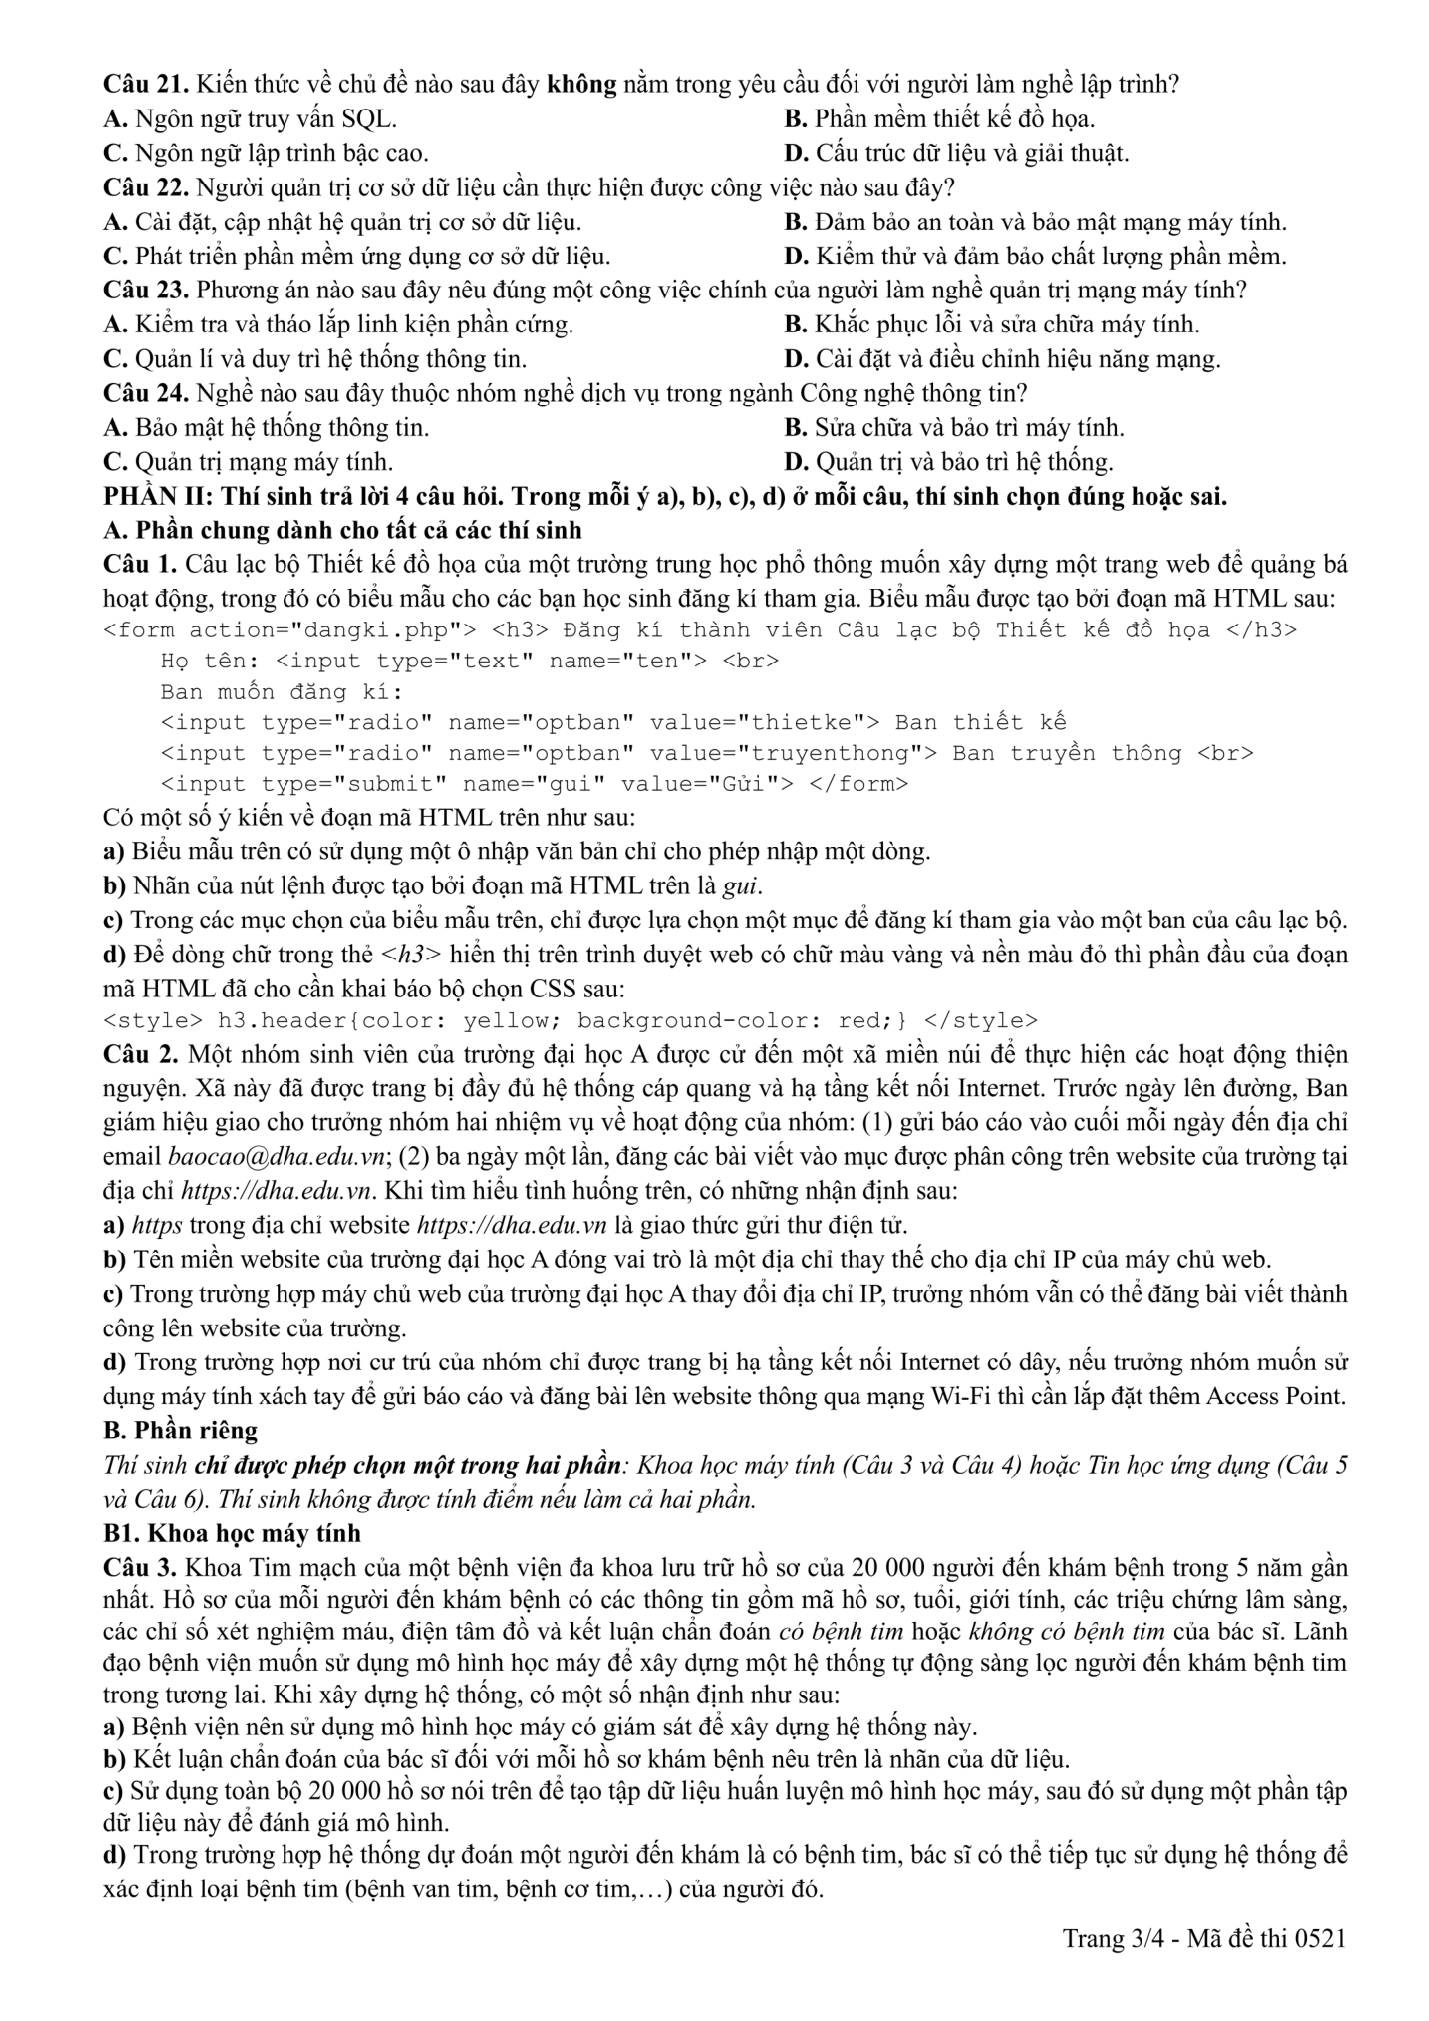 Câu 21. Kiến thức về chủ đề nào sau đây không nằm trong yêu cầu đối với người làm nghề lập trình?
A. Ngôn ngữ truy vấn SQL. B. Phần mềm thiết kế đồ họa.
C. Ngôn ngữ lập trình bậc cao. D. Cấu trúc dữ liệu và giải thuật.
Câu 22. Người quản trị cơ sở dữ liệu cần thực hiện được công việc nào sau đây?
A. Cài đặt, cập nhật hệ quản trị cơ sở dữ liệu. B. Đảm bảo an toàn và bảo mật mạng máy tính.
C. Phát triển phần mềm ứng dụng cơ sở dữ liệu. D. Kiểm thử và đảm bảo chất lượng phần mềm.
Câu 23. Phương án nào sau đây nêu đúng một công việc chính của người làm nghề quản trị mạng máy tính?
A. Kiểm tra và tháo lắp linh kiện phần cứng. B. Khắc phục lỗi và sửa chữa máy tính.
C. Quản lí và duy trì hệ thống thông tin. D. Cài đặt và điều chỉnh hiệu năng mạng.
Câu 24. Nghề nào sau đây thuộc nhóm nghề dịch vụ trong ngành Công nghệ thông tin?
A. Bảo mật hệ thống thông tin. B. Sửa chữa và bảo trì máy tính.
C. Quản trị mạng máy tính. D. Quản trị và bảo trì hệ thống.
PHẦN II: Thí sinh trả lời 4 câu hỏi. Trong mỗi ý a), b), c), d) ở mỗi câu, thí sinh chọn đúng hoặc sai.
A. Phần chung dành cho tất cả các thí sinh
Câu 1. Câu lạc bộ Thiết kế đồ họa của một trường trung học phổ thông muốn xây dựng một trang web để quảng bá
hoạt động, trong đó có biểu mẫu cho các bạn học sinh đăng kí tham gia. Biểu mẫu được tạo bởi đoạn mã HTML sau:
<form action="dangki.php"> <h3> Đăng kí thành viên Câu lạc bộ Thiết kế đồ họa </h3>
Họ tên: <input type="text" name="ten"> <br>
Ban muốn đăng kí:
<input type="radio" name="optban" value="thietke"> Ban thiết kế
<input type="radio" name="optban" value="truyenthong"> Ban truyền thông <br>
<input type="submit" name="gui" value="Gửi"> </form>
Có một số ý kiến về đoạn mã HTML trên như sau:
a) Biểu mẫu trên có sử dụng một ô nhập văn bản chỉ cho phép nhập một dòng.
b) Nhãn của nút lệnh được tạo bởi đoạn mã HTML trên là gui.
c) Trong các mục chọn của biểu mẫu trên, chỉ được lựa chọn một mục để đăng kí tham gia vào một ban của câu lạc bộ.
d) Để dòng chữ trong thẻ <h3> hiển thị trên trình duyệt web có chữ màu vàng và nền màu đỏ thì phần đầu của đoạn
mã HTML đã cho cần khai báo bộ chọn CSS sau:
<style> h3.header{color: yellow; background-color: red;} </style>
Câu 2. Một nhóm sinh viên của trường đại học A được cử đến một xã miền núi để thực hiện các hoạt động thiện
nguyện. Xã này đã được trang bị đầy đủ hệ thống cáp quang và hạ tầng kết nối Internet. Trước ngày lên đường, Ban
giám hiệu giao cho trưởng nhóm hai nhiệm vụ về hoạt động của nhóm: (1) gửi báo cáo vào cuối mỗi ngày đến địa chỉ
email baocao@dha.edu.vn; (2) ba ngày một lần, đăng các bài viết vào mục được phân công trên website của trường tại
địa chỉ https://dha.edu.vn. Khi tìm hiểu tình huống trên, có những nhận định sau:
a) https trong địa chỉ website https://dha.edu.vn là giao thức gửi thư điện tử.
b) Tên miền website của trường đại học A đóng vai trò là một địa chỉ thay thế cho địa chỉ IP của máy chủ web.
c) Trong trường hợp máy chủ web của trường đại học A thay đổi địa chỉ IP, trưởng nhóm vẫn có thể đăng bài viết thành
công lên website của trường.
d) Trong trường hợp nơi cư trú của nhóm chỉ được trang bị hạ tầng kết nối Internet có dây, nếu trưởng nhóm muốn sử
dụng máy tính xách tay để gửi báo cáo và đăng bài lên website thông qua mạng Wi-Fi thì cần lắp đặt thêm Access Point.
B. Phần riêng
Thí sinh chỉ được phép chọn một trong hai phần: Khoa học máy tính (Câu 3 và Câu 4) hoặc Tin học ứng dụng (Câu 5
và Câu 6). Thí sinh không được tính điểm nếu làm cả hai phần.
B1. Khoa học máy tính
Câu 3. Khoa Tim mạch của một bệnh viện đa khoa lưu trữ hồ sơ của 20 000 người đến khám bệnh trong 5 năm gần
nhất. Hồ sơ của mỗi người đến khám bệnh có các thông tin gồm mã hồ sơ, tuổi, giới tính, các triệu chứng lâm sàng,
các chỉ số xét nghiệm máu, điện tâm đồ và kết luận chẩn đoán có bệnh tim hoặc không có bệnh tim của bác sĩ. Lãnh
đạo bệnh viện muốn sử dụng mô hình học máy để xây dựng một hệ thống tự động sàng lọc người đến khám bệnh tim
trong tương lai. Khi xây dựng hệ thống, có một số nhận định như sau:
a) Bệnh viện nên sử dụng mô hình học máy có giám sát để xây dựng hệ thống này.
b) Kết luận chẩn đoán của bác sĩ đối với mỗi hồ sơ khám bệnh nêu trên là nhãn của dữ liệu.
c) Sử dụng toàn bộ 20 000 hồ sơ nói trên để tạo tập dữ liệu huấn luyện mô hình học máy, sau đó sử dụng một phần tập
dữ liệu này để đánh giá mô hình.
d) Trong trường hợp hệ thống dự đoán một người đến khám là có bệnh tim, bác sĩ có thể tiếp tục sử dụng hệ thống để
xác định loại bệnh tim (bệnh van tim, bệnh cơ tim,…) của người đó.
Trang 3/4 - Mã đề thi 0521